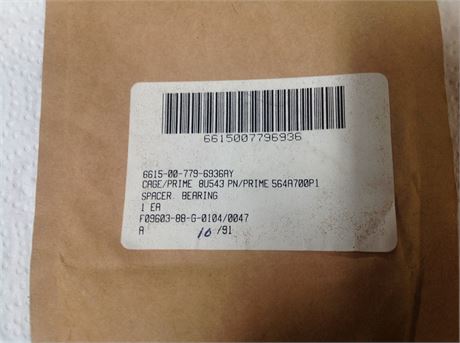 6615007796936
6615-00-779-6936AY
CAGE/PRIME 8U543 PN/PRIME 564A700P1
SPACER BEARING
1 EA
F09603-88-G-0104/0047
A 10/91